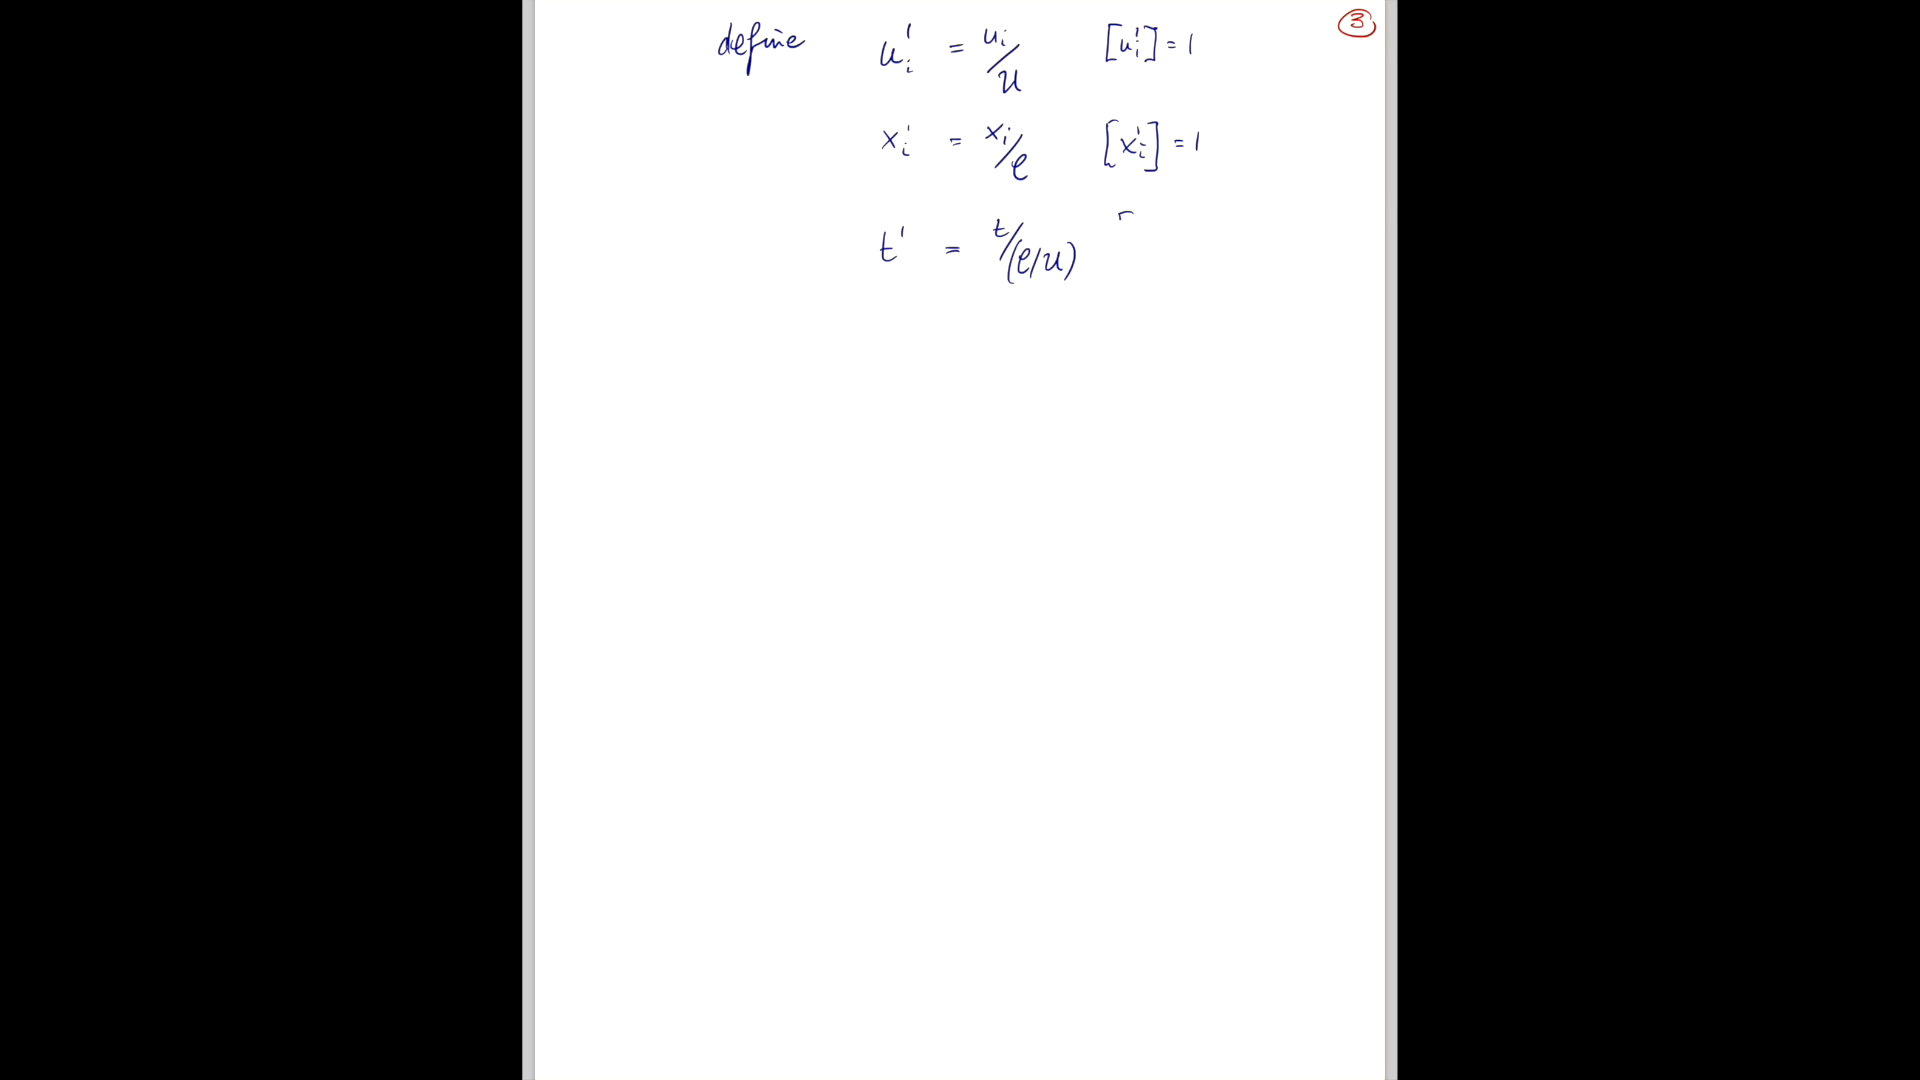 define u'ᵢ = uᵢ/U [u'ᵢ] = 1 ③
x'ᵢ = xᵢ/ℓ [x'ᵢ] = 1
t' = t/(ℓ/U)